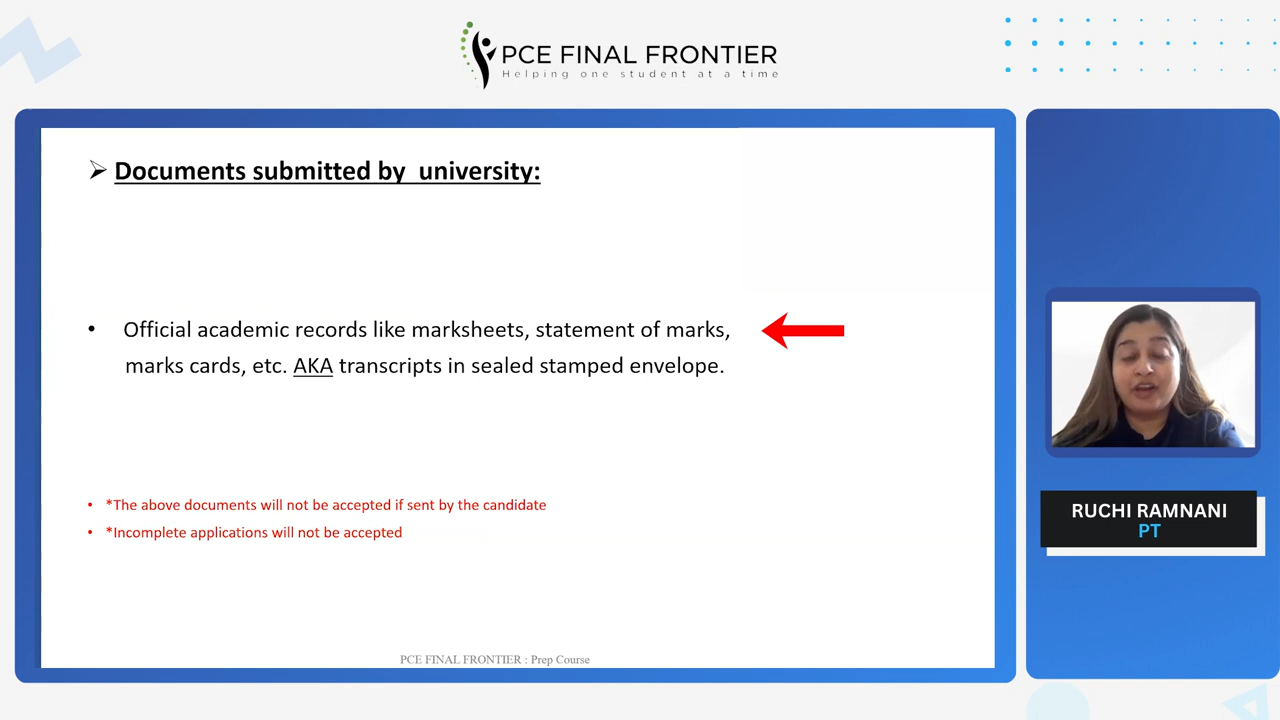 PCE FINAL FRONTIER
Helping one student at a time
Documents submitted by university:
Official academic records like marksheets, statement of marks,
marks cards, etc. AKA transcripts in sealed stamped envelope.
*The above documents will not be accepted if sent by the candidate
*Incomplete applications will not be accepted
PCE FINAL FRONTIER : Prep Course
RUCHI RAMNANI
PT